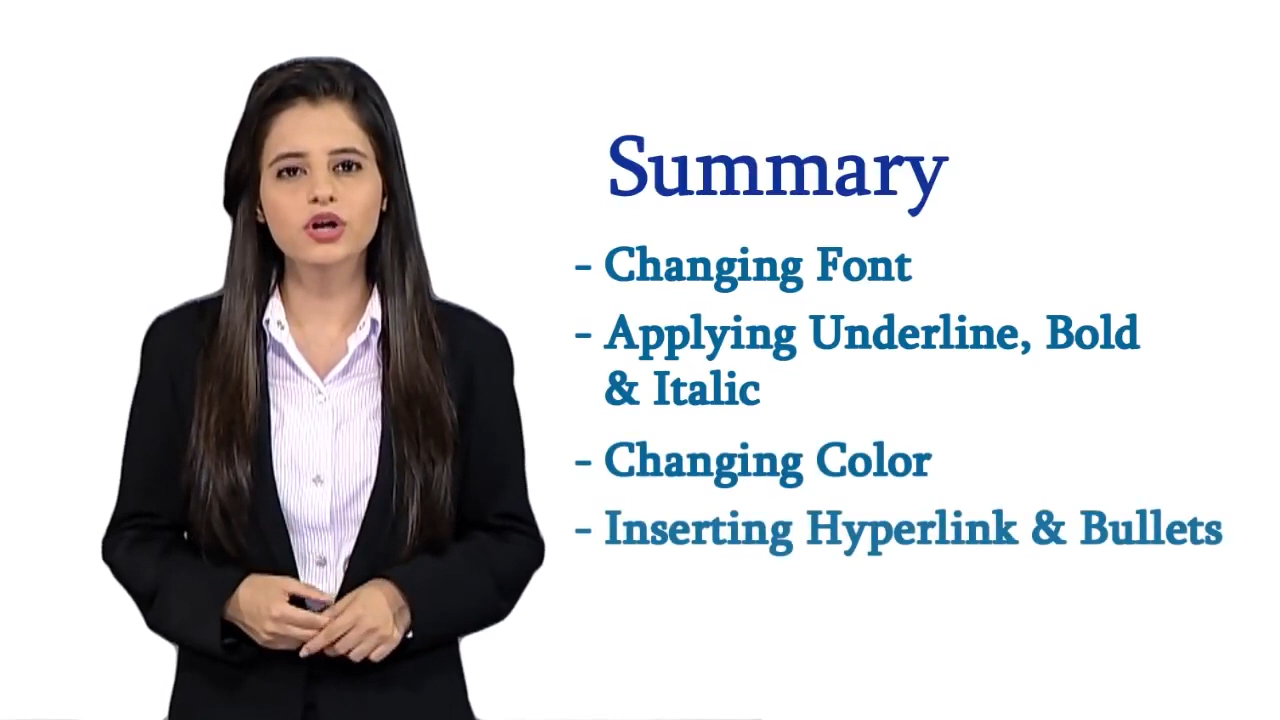 Summary
- Changing Font
- Applying Underline, Bold
& Italic
- Changing Color
- Inserting Hyperlink & Bullets